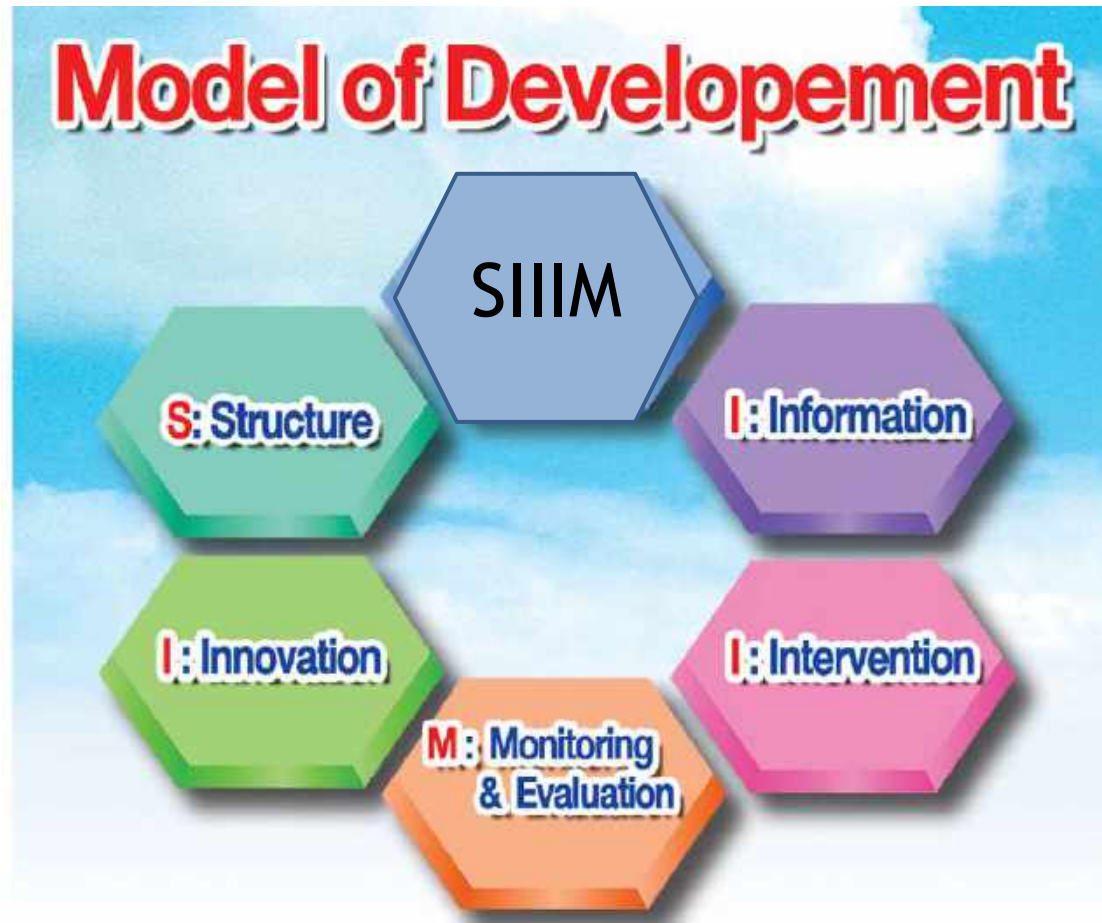 Model of Developement
SIIIM
S: Structure
I : Information
I : Innovation
I : Intervention
M : Monitoring
& Evaluation